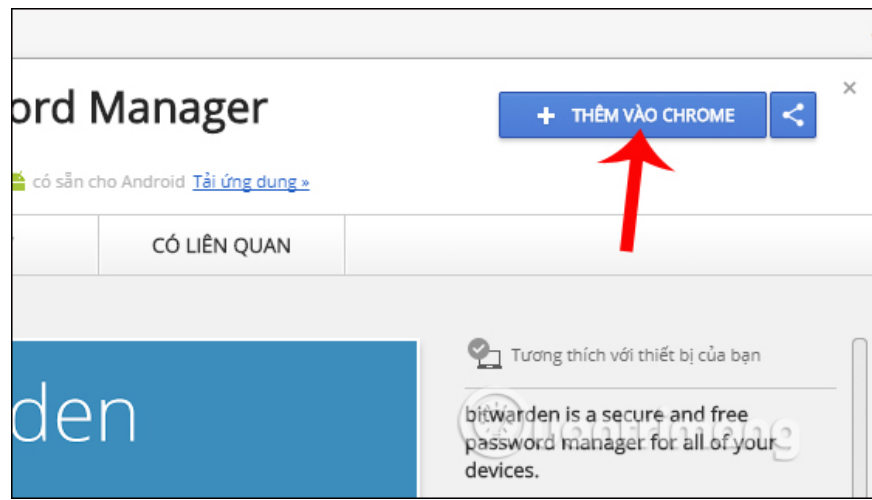 ord Manager
THÊM VÀO CHROME
có sẵn cho Android Tải ứng dụng »
CÓ LIÊN QUAN
Tương thích với thiết bị của bạn
den
bitwarden is a secure and free
password manager for all of your
devices.